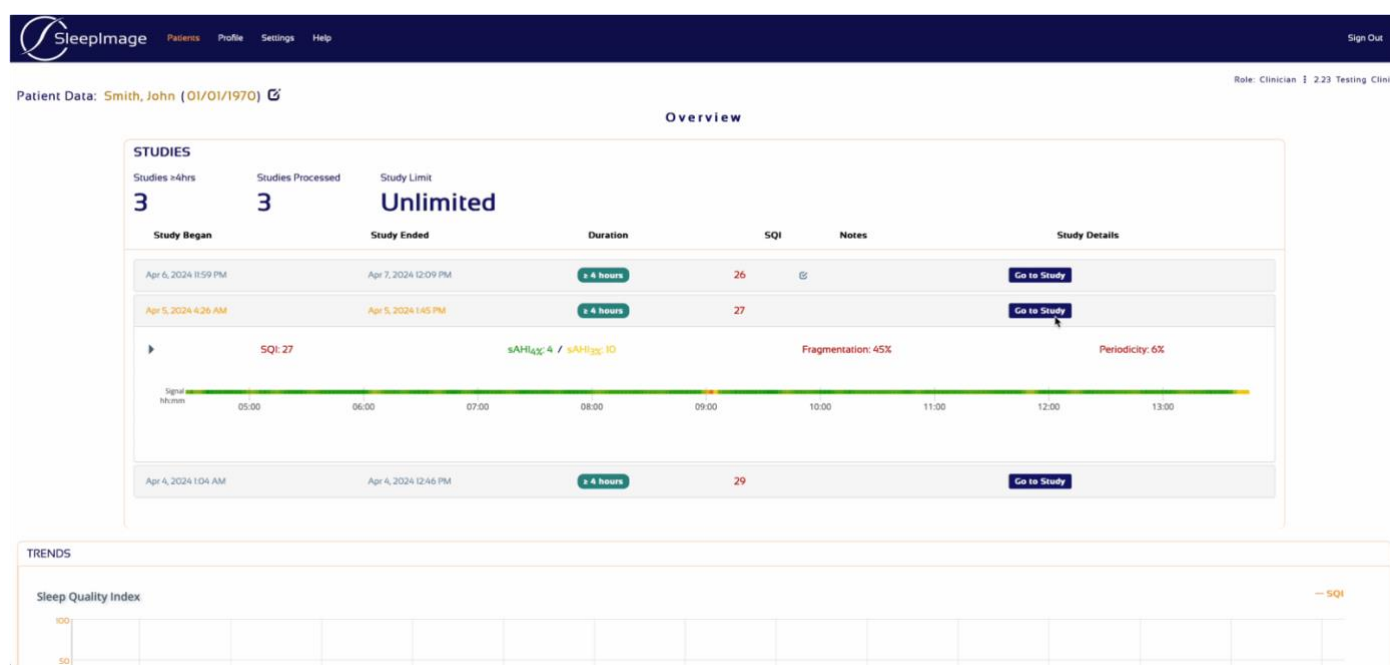 SleepImage Patients Profile Settings Help Sign Out
Role: Clinician 2.23 Testing Clini
Patient Data: Smith, John (01/01/1970)
Overview
STUDIES
Studies ≥4hrs Studies Processed Study Limit
3 3 Unlimited
Study Began Study Ended Duration SQI Notes Study Details
Apr 6, 2024 11:59 PM Apr 7, 2024 12:09 PM ≥ 4 hours 26 Go to Study
Apr 5, 2024 4:26 AM Apr 5, 2024 1:45 PM ≥ 4 hours 27 Go to Study
SQI: 27 sAHI4%: 4 / sAHI3%: 10 Fragmentation: 45% Periodicity: 6%
Signal
hh:mm 05:00 06:00 07:00 08:00 09:00 10:00 11:00 12:00 13:00
Apr 4, 2024 1:04 AM Apr 4, 2024 12:46 PM ≥ 4 hours 29 Go to Study
TRENDS
Sleep Quality Index — SQI
100
50